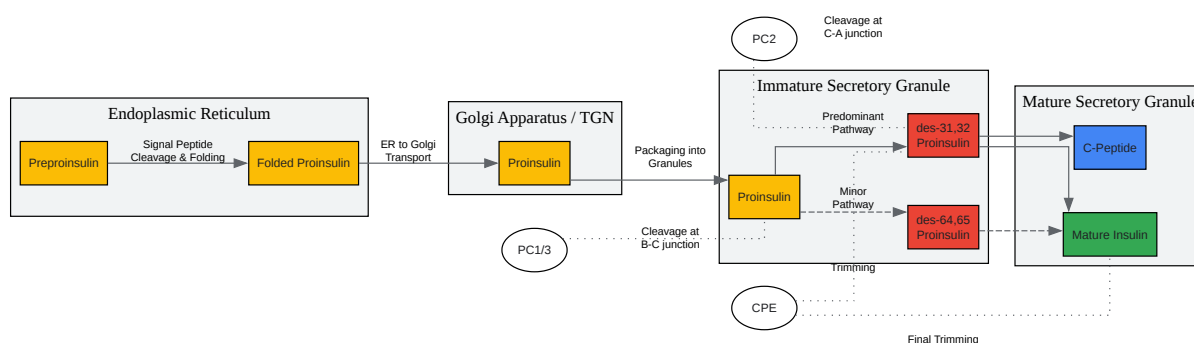 Cleavage at
C-A junction
PC2
Endoplasmic Reticulum
Preproinsulin
Signal Peptide
Cleavage & Folding
Folded Proinsulin
ER to Golgi
Transport
Golgi Apparatus / TGN
Proinsulin
Packaging into
Granules
Immature Secretory Granule
Proinsulin
Predominant
Pathway
des-31,32
Proinsulin
Minor
Pathway
des-64,65
Proinsulin
Mature Secretory Granule
C-Peptide
Mature Insulin
PC1/3
Cleavage at
B-C junction
Trimming
CPE
Final Trimming